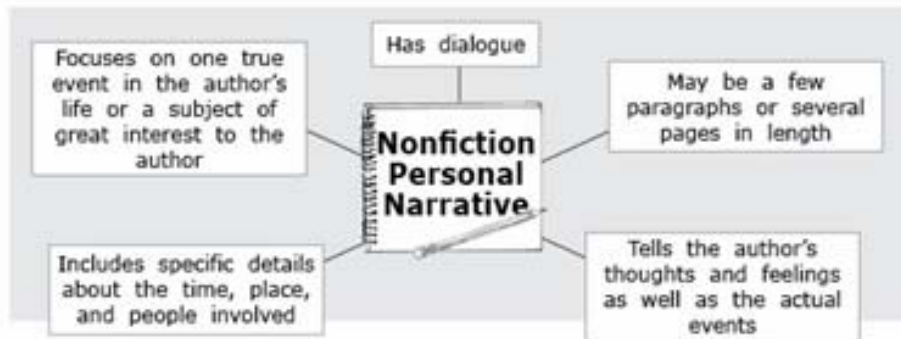 Has dialogue
Focuses on one true
event in the author's
life or a subject of
great interest to the
author
May be a few
paragraphs or several
pages in length
Nonfiction
Personal
Narrative
Includes specific details
about the time, place,
and people involved
Tells the author's
thoughts and feelings
as well as the actual
events